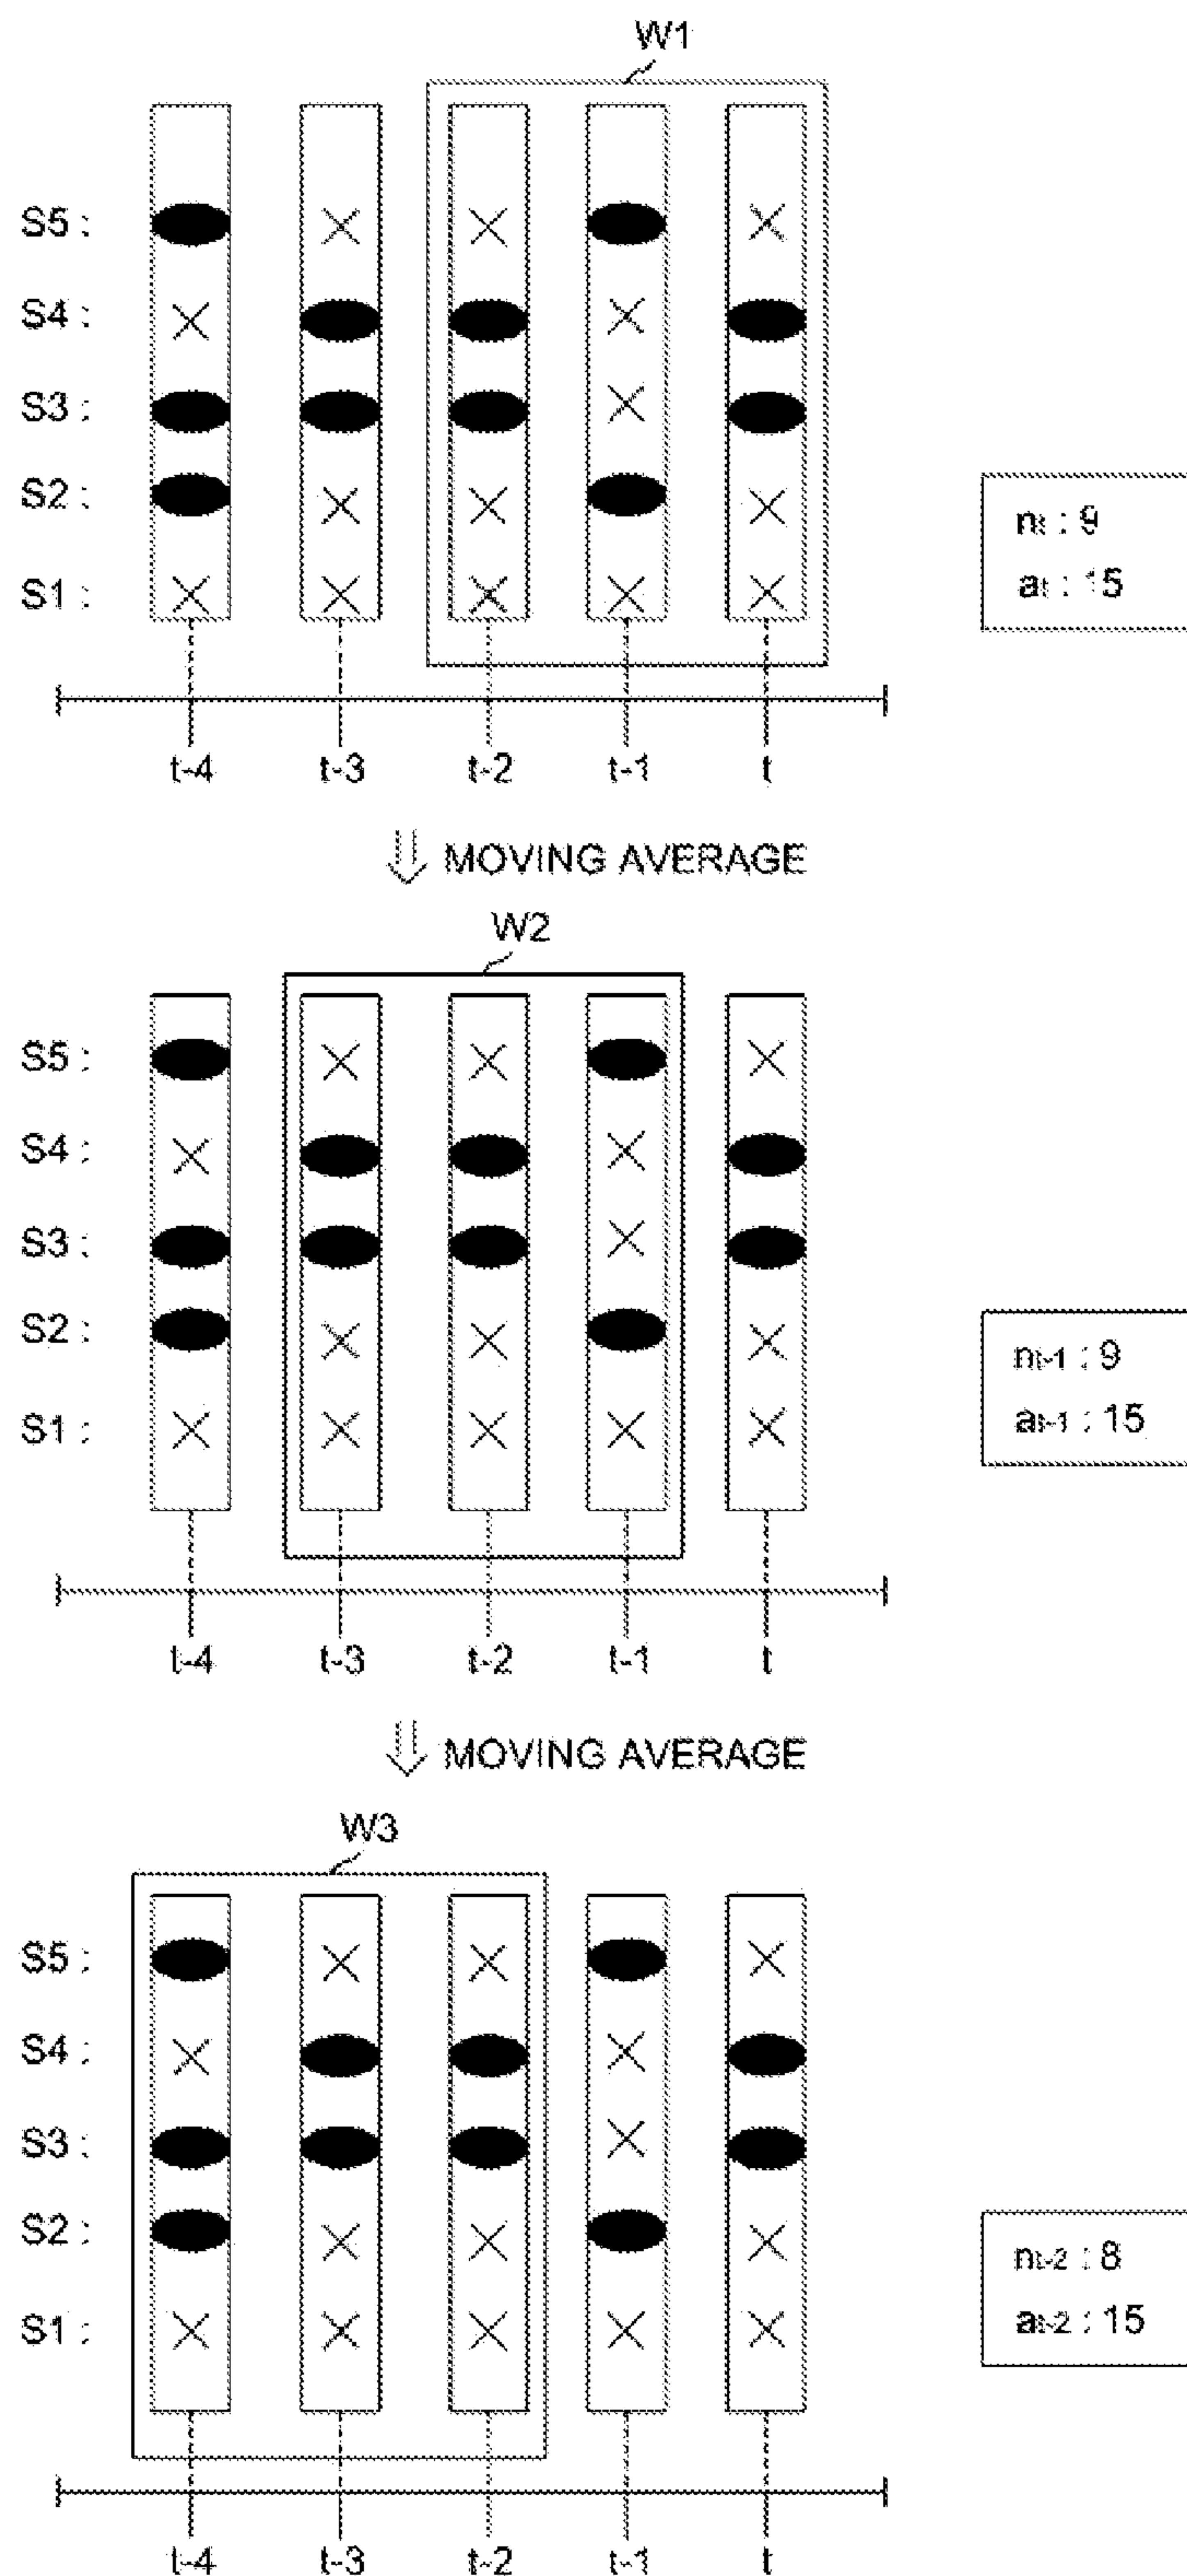 W1
S5 :
S4 :
S3 :
S2 :
S1 :
nt : 9
at : 15
t-4 t-3 t-2 t-1 t
MOVING AVERAGE
W2
S5 :
S4 :
S3 :
S2 :
S1 :
nt-1 : 9
at-1 : 15
t-4 t-3 t-2 t-1 t
MOVING AVERAGE
W3
S5 :
S4 :
S3 :
S2 :
S1 :
nt-2 : 8
at-2 : 15
t-4 t-3 t-2 t-1 t